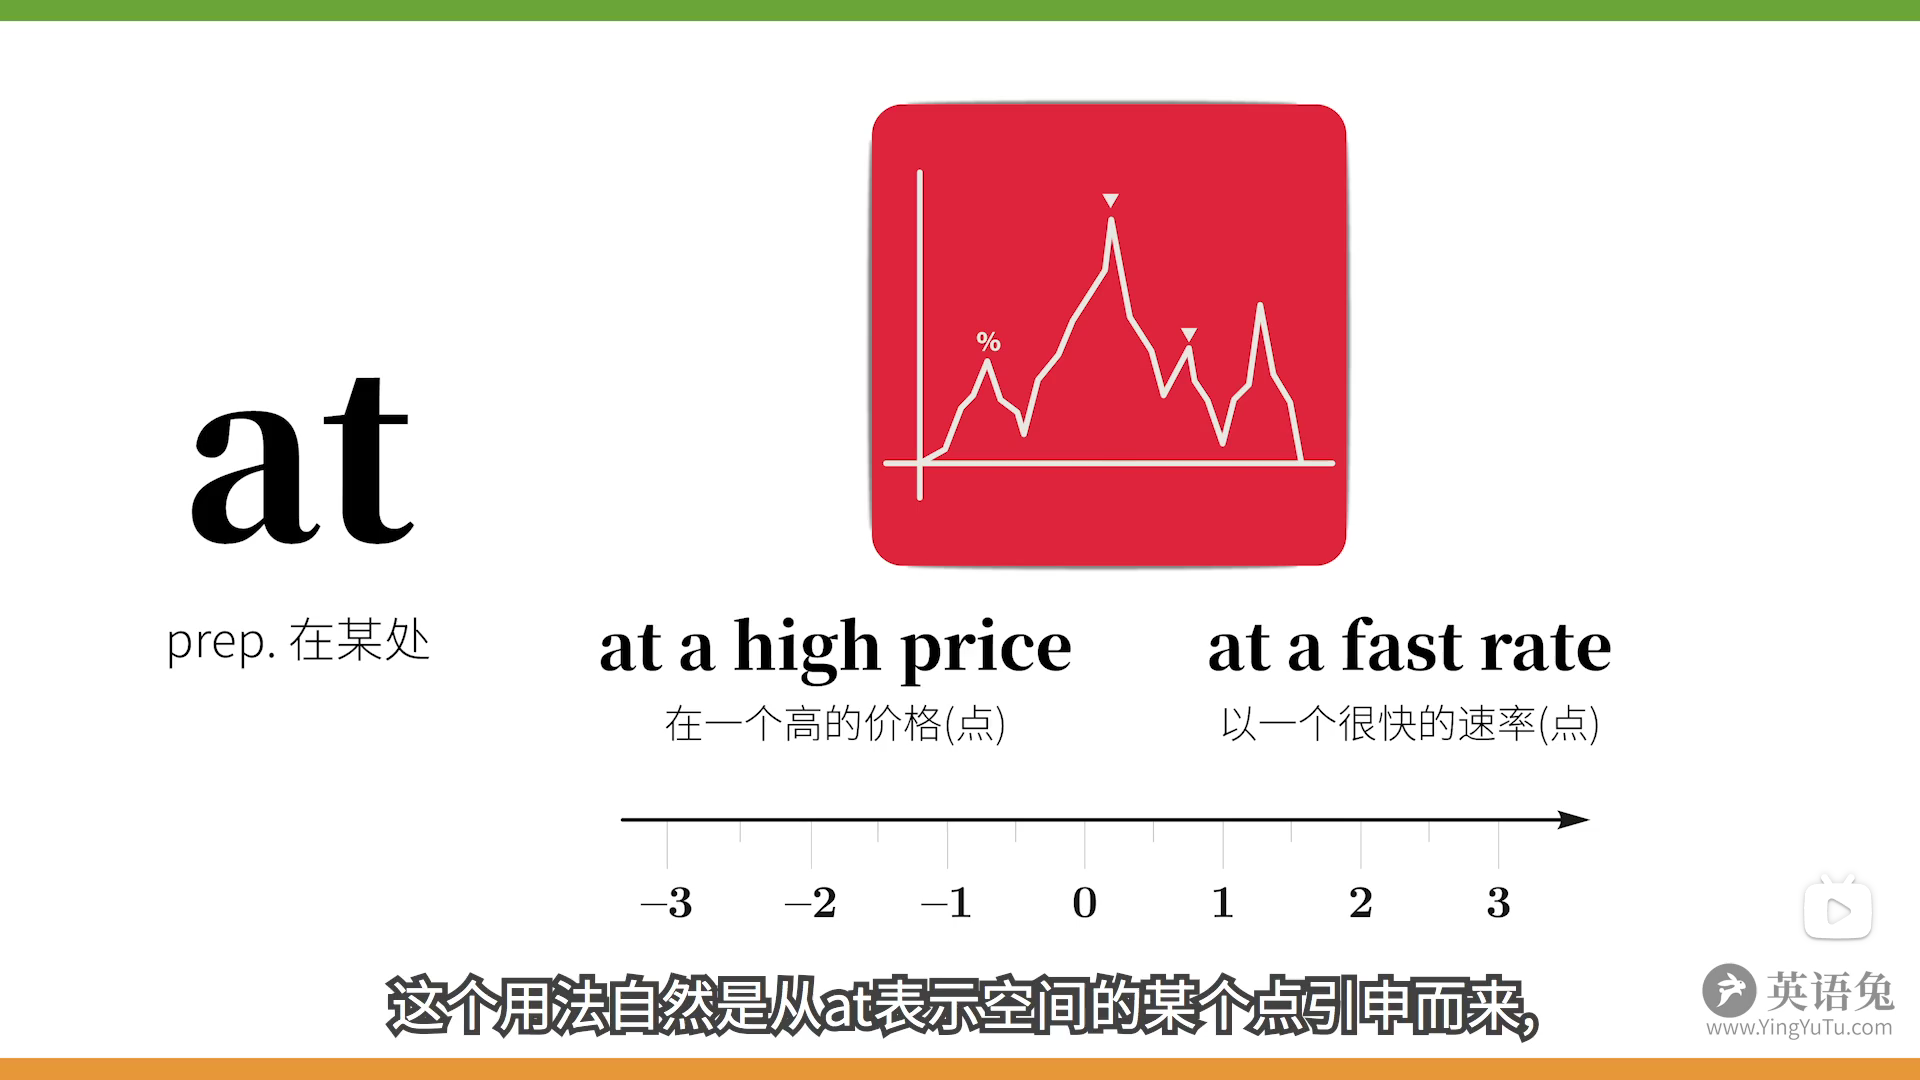 %
at
prep. 在某处
at a high price
在一个高的价格(点)
at a fast rate
以一个很快的速率(点)
–3 –2 –1 0 1 2 3
这个用法自然是从at表示空间的某个点引申而来,
英语兔
www.YingYuTu.com